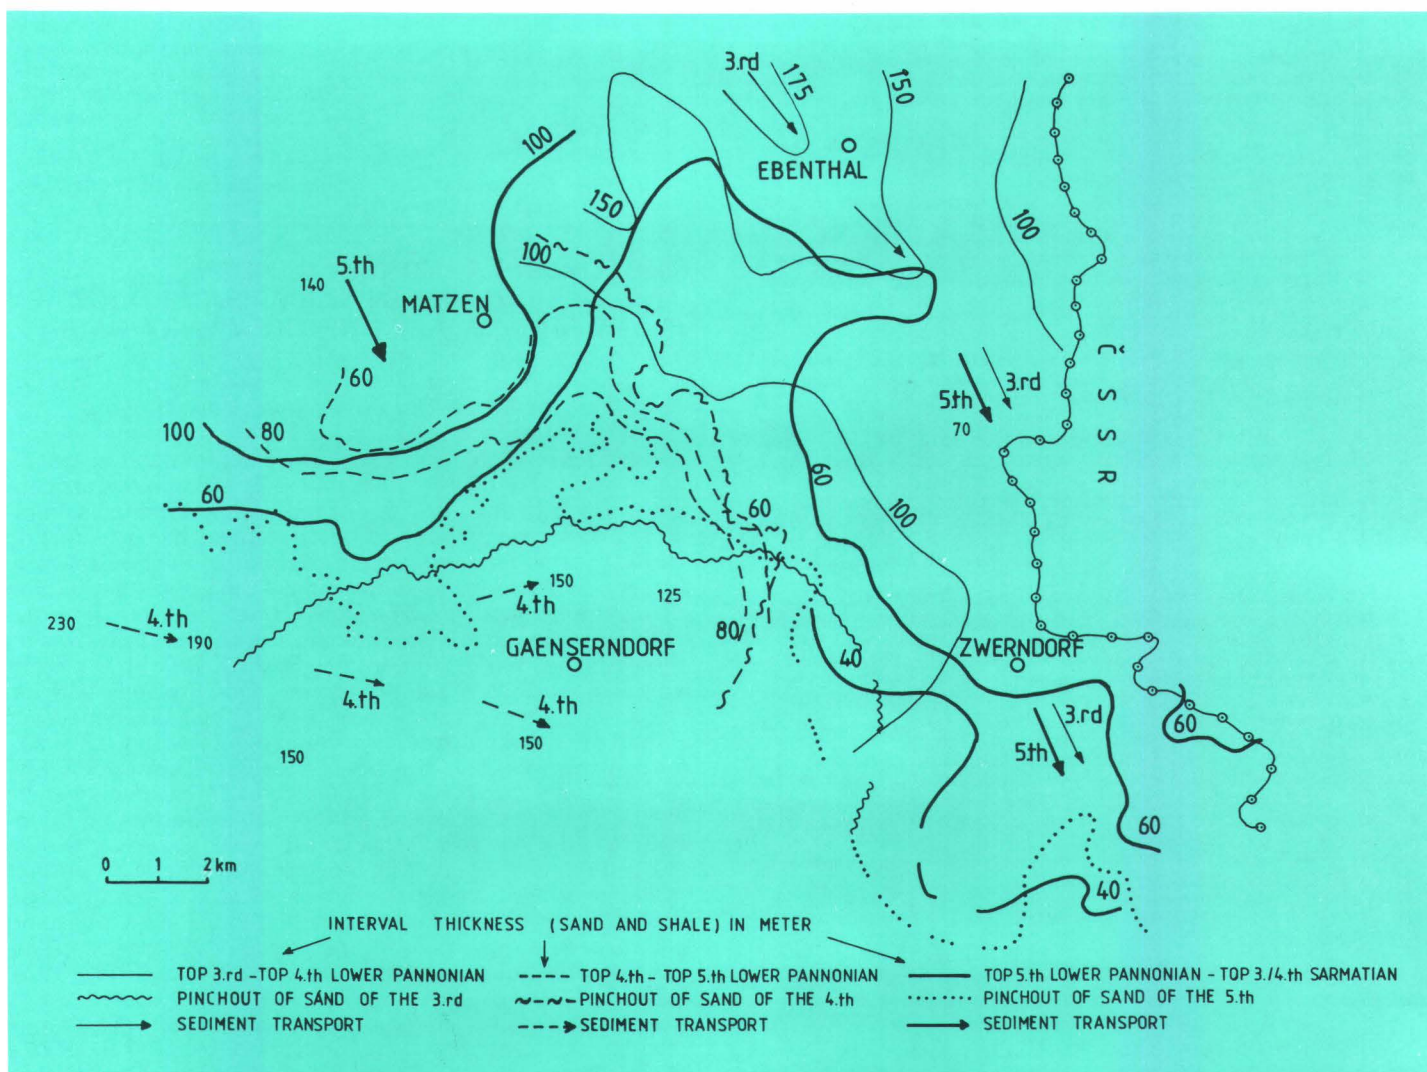 3.rd
175
150
100
EBENTHAL
150
100
100
5.th
140
MATZEN
60
Č S S R
3.rd
5.th
70
100
80
60
60
60
100
150
4.th
125
230
4.th
190
80
GAENSERNDORF
40
ZWERNDORF
4.th
4.th
150
150
3.rd
5.th
60
60
40
0 1 2 km
INTERVAL THICKNESS (SAND AND SHALE) IN METER
TOP 3.rd - TOP 4.th LOWER PANNONIAN
PINCHOUT OF SAND OF THE 3.rd
SEDIMENT TRANSPORT
TOP 4.th - TOP 5.th LOWER PANNONIAN
PINCHOUT OF SAND OF THE 4.th
SEDIMENT TRANSPORT
TOP 5.th LOWER PANNONIAN - TOP 3./4.th SARMATIAN
PINCHOUT OF SAND OF THE 5.th
SEDIMENT TRANSPORT